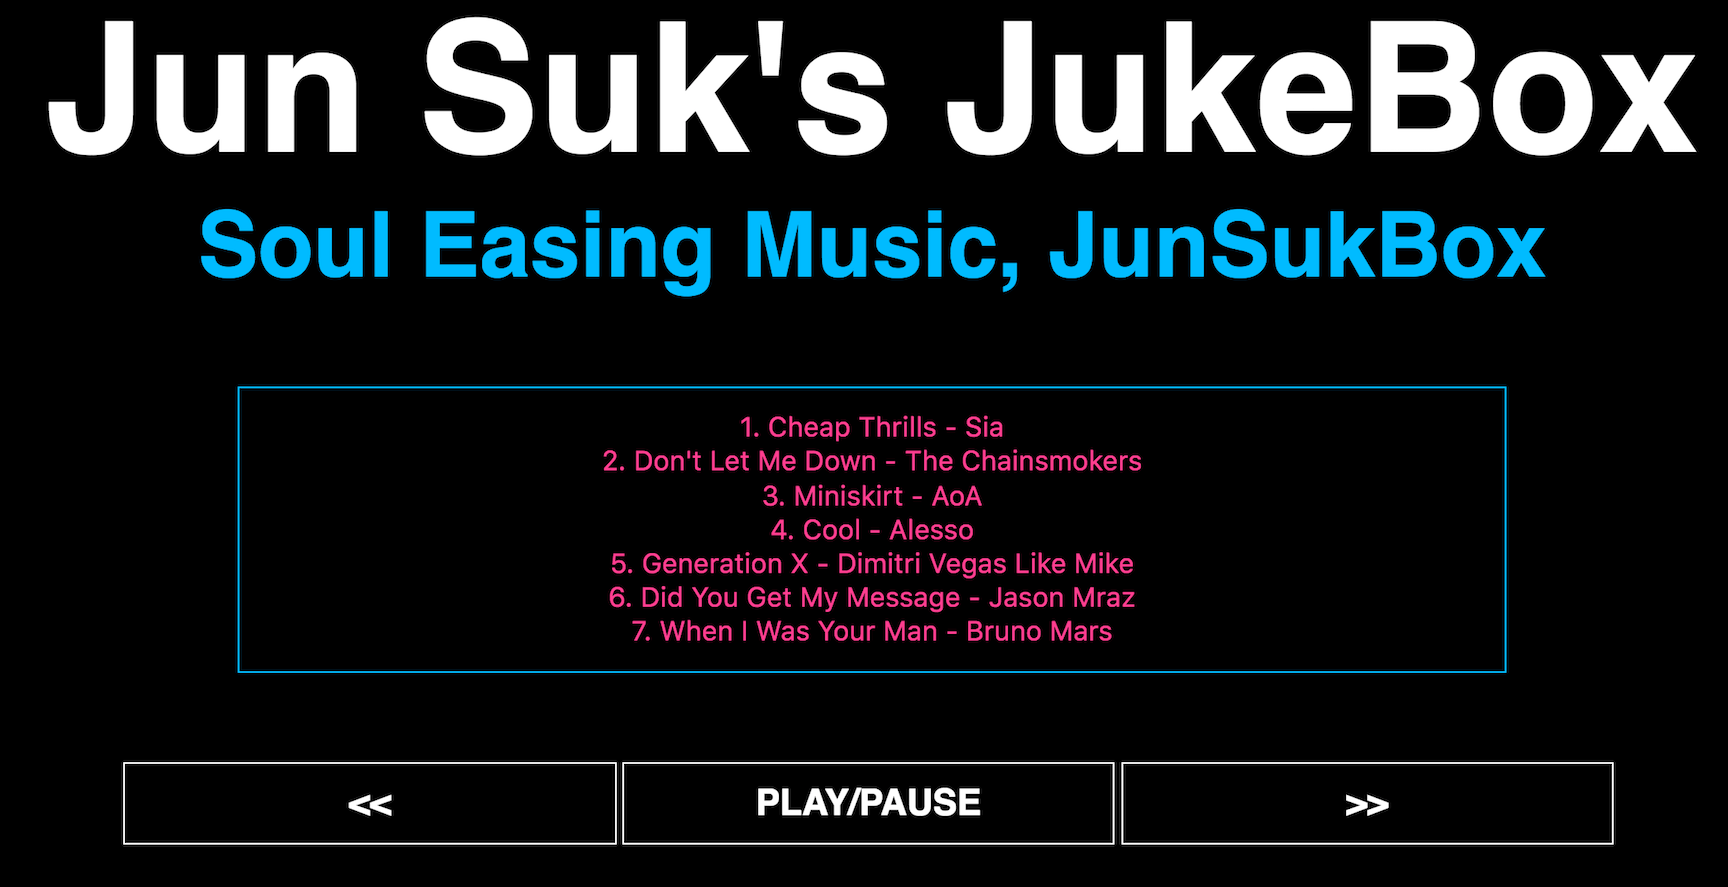 Jun Suk's JukeBox
Soul Easing Music, JunSukBox
1. Cheap Thrills - Sia
2. Don't Let Me Down - The Chainsmokers
3. Miniskirt - AoA
4. Cool - Alesso
5. Generation X - Dimitri Vegas Like Mike
6. Did You Get My Message - Jason Mraz
7. When I Was Your Man - Bruno Mars
<< PLAY/PAUSE >>